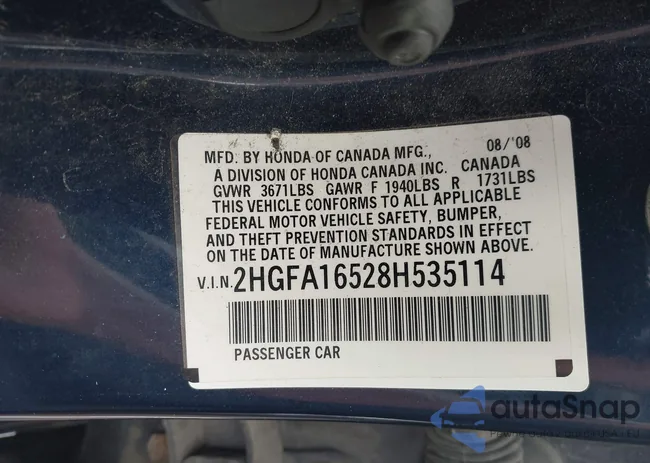 MFD. BY HONDA OF CANADA MFG., 08/'08
A DIVISION OF HONDA CANADA INC. CANADA
GVWR 3671LBS GAWR F 1940LBS R 1731LBS
THIS VEHICLE CONFORMS TO ALL APPLICABLE
FEDERAL MOTOR VEHICLE SAFETY, BUMPER,
AND THEFT PREVENTION STANDARDS IN EFFECT
ON THE DATE OF MANUFACTURE SHOWN ABOVE.
V.I.N. 2HGFA16528H535114
PASSENGER CAR
autaSnap